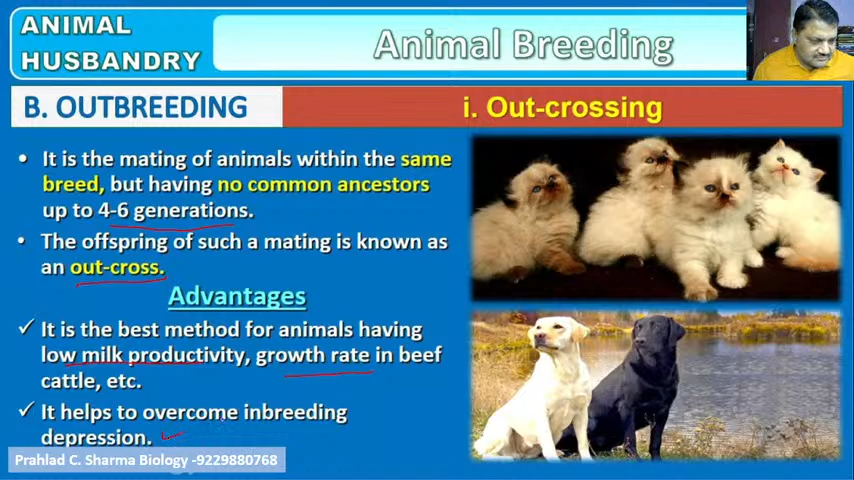 ANIMAL
HUSBANDRY
Animal Breeding
B. OUTBREEDING
i. Out-crossing
• It is the mating of animals within the same
breed, but having no common ancestors
up to 4-6 generations.
• The offspring of such a mating is known as
an out-cross.
Advantages
✓ It is the best method for animals having
low milk productivity, growth rate in beef
cattle, etc.
✓ It helps to overcome inbreeding
depression.
Prahlad C. Sharma Biology -9229880768